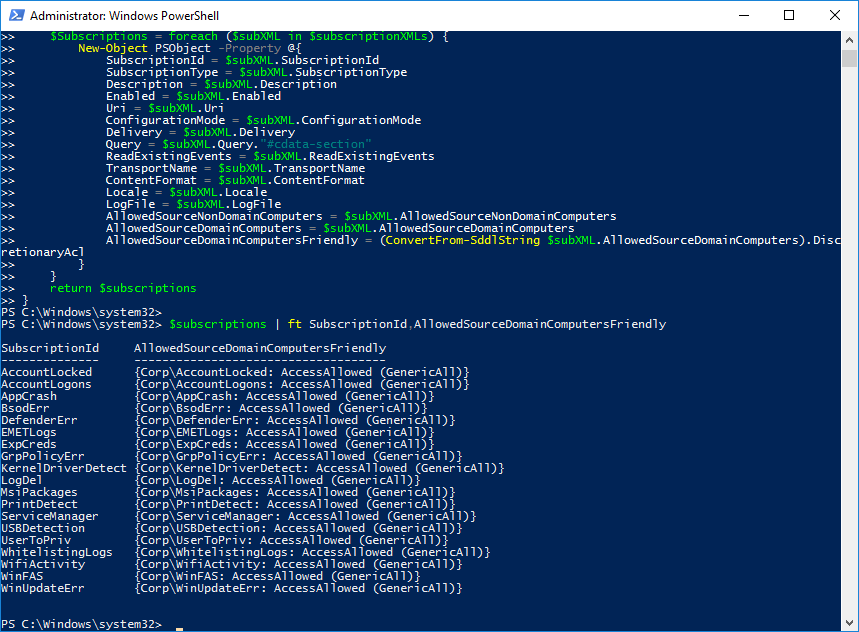 Administrator: Windows PowerShell
>>     $Subscriptions = foreach ($subXML in $subscriptionXMLs) {
>>         New-Object PSObject -Property @{
>>             SubscriptionId = $subXML.SubscriptionId
>>             SubscriptionType = $subXML.SubscriptionType
>>             Description = $subXML.Description
>>             Enabled = $subXML.Enabled
>>             Uri = $subXML.Uri
>>             ConfigurationMode = $subXML.ConfigurationMode
>>             Delivery = $subXML.Delivery
>>             Query = $subXML.Query."#cdata-section"
>>             ReadExistingEvents = $subXML.ReadExistingEvents
>>             TransportName = $subXML.TransportName
>>             ContentFormat = $subXML.ContentFormat
>>             Locale = $subXML.Locale
>>             LogFile = $subXML.LogFile
>>             AllowedSourceNonDomainComputers = $subXML.AllowedSourceNonDomainComputers
>>             AllowedSourceDomainComputers = $subXML.AllowedSourceDomainComputers
>>             AllowedSourceDomainComputersFriendly = (ConvertFrom-SddlString $subXML.AllowedSourceDomainComputers).Disc
retionaryAcl
>>         }
>>     }
>>     return $subscriptions
>> }
PS C:\Windows\system32>
PS C:\Windows\system32> $subscriptions | ft SubscriptionId,AllowedSourceDomainComputersFriendly
SubscriptionId     AllowedSourceDomainComputersFriendly
--------------     ------------------------------------
AccountLocked      {Corp\AccountLocked: AccessAllowed (GenericAll)}
AccountLogons      {Corp\AccountLogons: AccessAllowed (GenericAll)}
AppCrash           {Corp\AppCrash: AccessAllowed (GenericAll)}
BsodErr            {Corp\BsodErr: AccessAllowed (GenericAll)}
DefenderErr        {Corp\DefenderErr: AccessAllowed (GenericAll)}
EMETLogs           {Corp\EMETLogs: AccessAllowed (GenericAll)}
ExpCreds           {Corp\ExpCreds: AccessAllowed (GenericAll)}
GrpPolicyErr       {Corp\GrpPolicyErr: AccessAllowed (GenericAll)}
KernelDriverDetect {Corp\KernelDriverDetect: AccessAllowed (GenericAll)}
LogDel             {Corp\LogDel: AccessAllowed (GenericAll)}
MsiPackages        {Corp\MsiPackages: AccessAllowed (GenericAll)}
PrintDetect        {Corp\PrintDetect: AccessAllowed (GenericAll)}
ServiceManager     {Corp\ServiceManager: AccessAllowed (GenericAll)}
USBDetection       {Corp\USBDetection: AccessAllowed (GenericAll)}
UserToPriv         {Corp\UserToPriv: AccessAllowed (GenericAll)}
WhitelistingLogs   {Corp\WhitelistingLogs: AccessAllowed (GenericAll)}
WifiActivity       {Corp\WifiActivity: AccessAllowed (GenericAll)}
WinFAS             {Corp\WinFAS: AccessAllowed (GenericAll)}
WinUpdateErr       {Corp\WinUpdateErr: AccessAllowed (GenericAll)}
PS C:\Windows\system32>